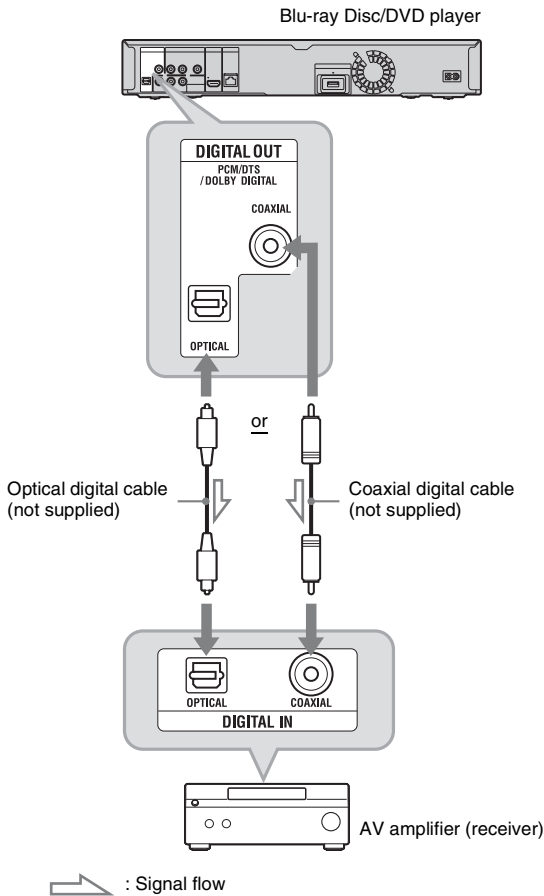 Blu-ray Disc/DVD player
DIGITAL OUT
PCM/DTS
/DOLBY DIGITAL
COAXIAL
OPTICAL
or
Optical digital cable
(not supplied)
Coaxial digital cable
(not supplied)
OPTICAL
COAXIAL
DIGITAL IN
AV amplifier (receiver)
: Signal flow